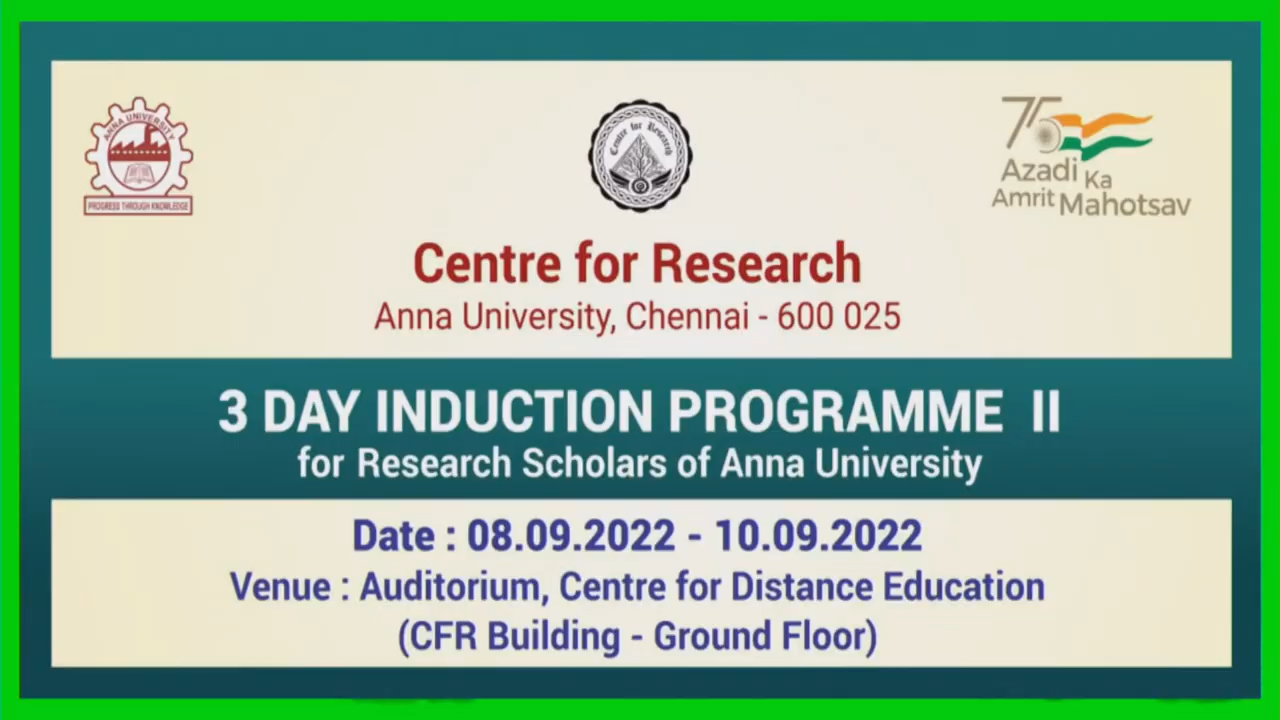 ANNA UNIVERSITY
PROGRESS THROUGH KNOWLEDGE
Centre for Research
75
Azadi Ka
Amrit Mahotsav
Centre for Research
Anna University, Chennai - 600 025
3 DAY INDUCTION PROGRAMME II
for Research Scholars of Anna University
Date : 08.09.2022 - 10.09.2022
Venue : Auditorium, Centre for Distance Education
(CFR Building - Ground Floor)